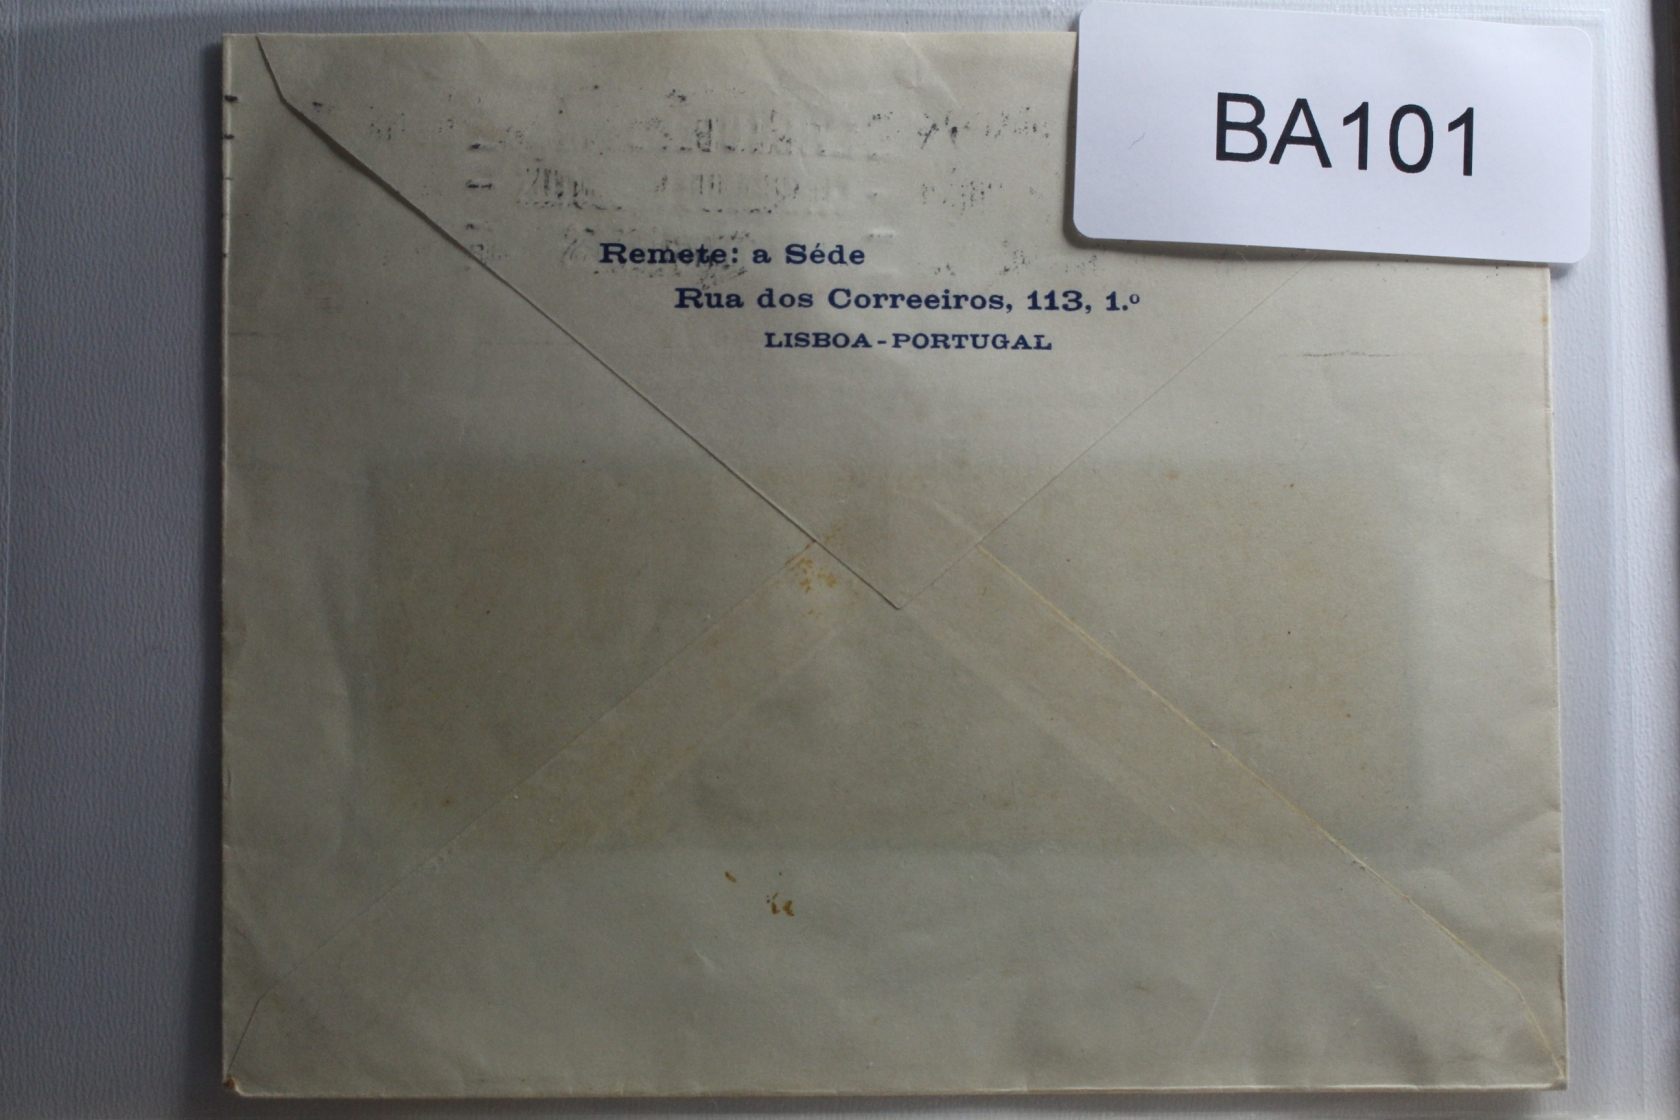 BA101
Remete: a Séde
Rua dos Correeiros, 113, 1.º
LISBOA-PORTUGAL